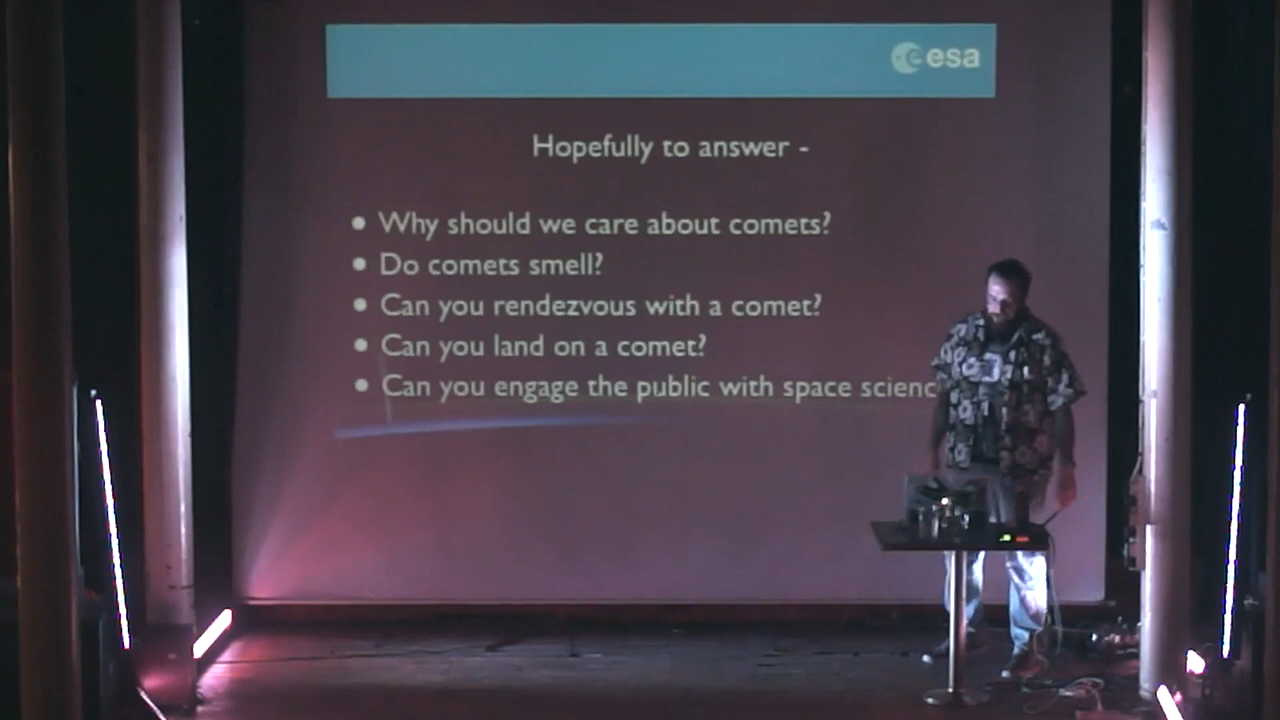 esa
Hopefully to answer -
• Why should we care about comets?
• Do comets smell?
• Can you rendezvous with a comet?
• Can you land on a comet?
• Can you engage the public with space scienc